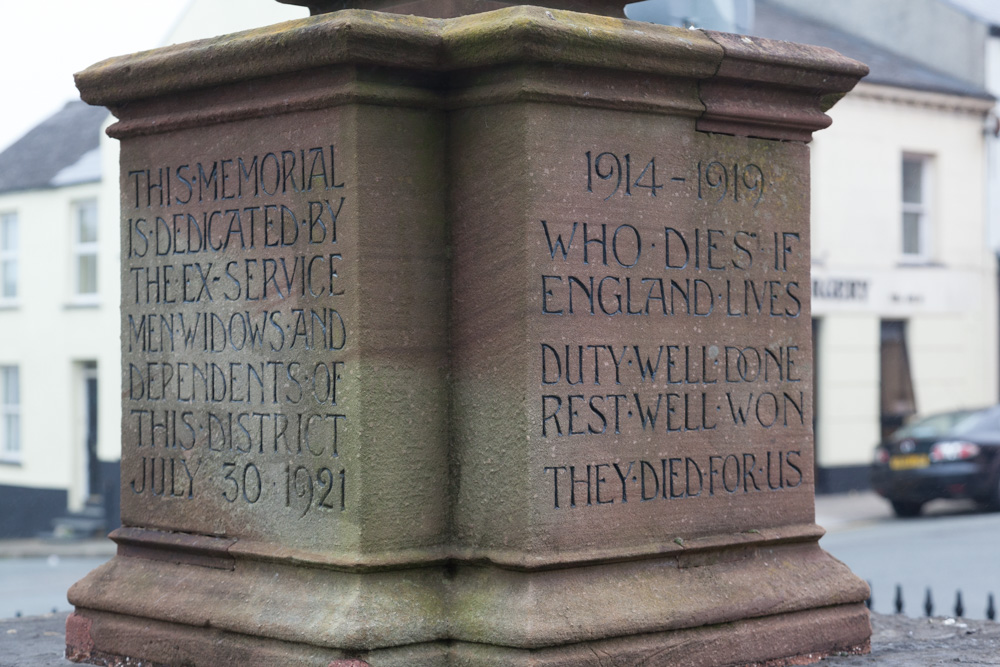 THIS·MEMORIAL
IS·DEDICATED·BY
THE·EX-SERVICE
MEN·WIDOWS·AND
DEPENDENTS·OF
THIS·DISTRICT
JULY 30·1921
1914-1919
WHO·DIES·IF
ENGLAND·LIVES
DUTY·WELL·DONE
REST·WELL·WON
THEY·DIED·FOR·US